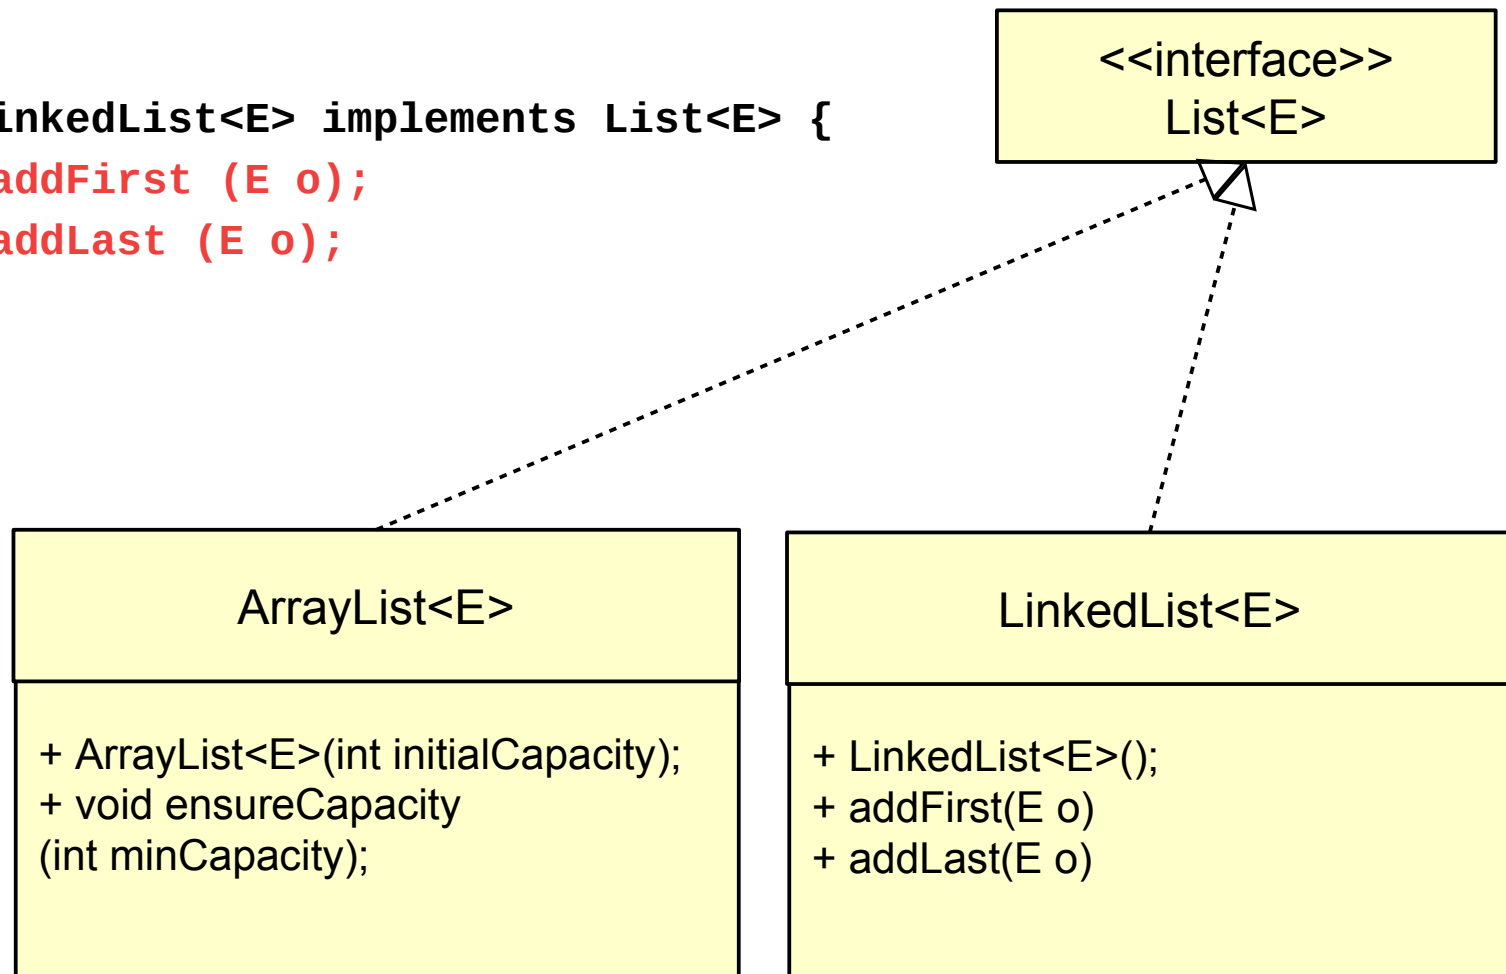 inkedList<E> implements List<E> {
addFirst (E o);
addLast (E o);
<<interface>>
List<E>
ArrayList<E>
+ ArrayList<E>(int initialCapacity);
+ void ensureCapacity
(int minCapacity);
LinkedList<E>
+ LinkedList<E>();
+ addFirst(E o)
+ addLast(E o)